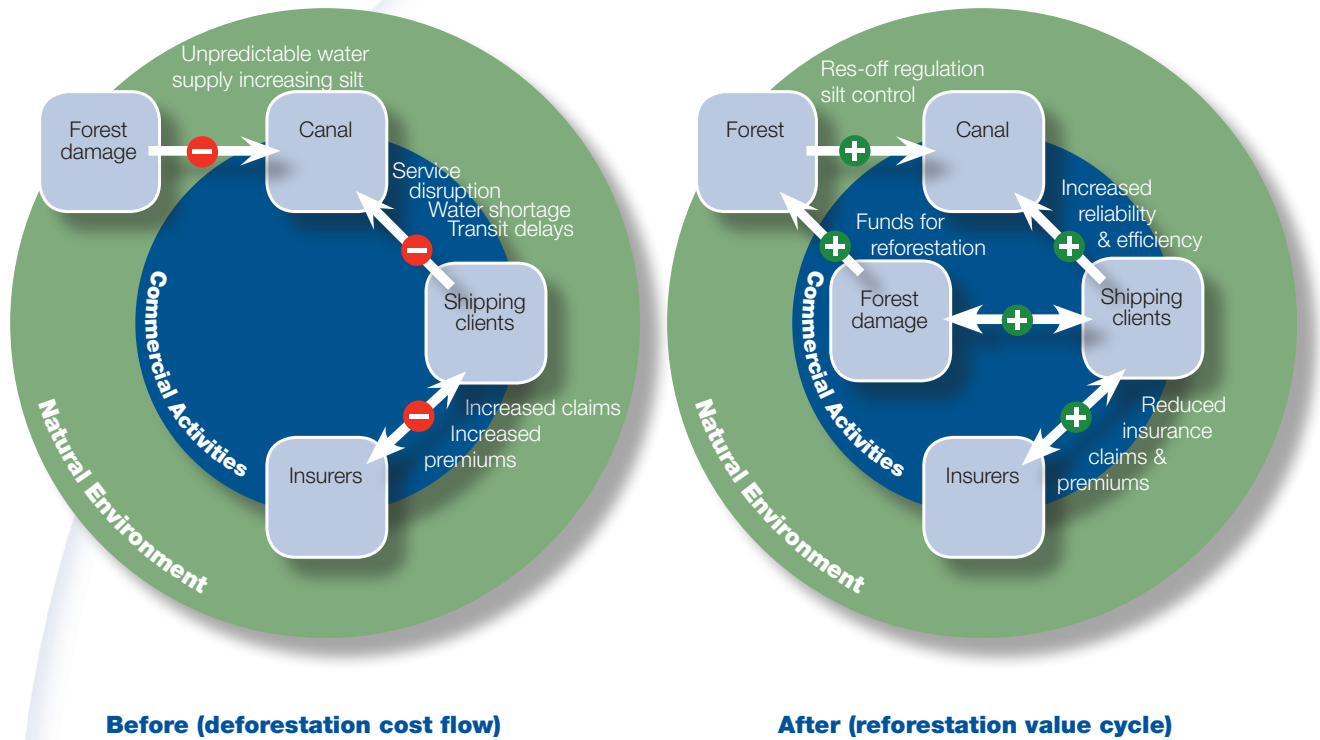 Unpredictable water
supply increasing silt
Forest
damage
Canal
Service
disruption
Water shortage
Transit delays
Shipping
clients
Increased claims
Increased
premiums
Insurers
Commercial Activities
Natural Environment
Before (deforestation cost flow)
Res-off regulation
silt control
Forest
Canal
Increased
reliability
& efficiency
Funds for
reforestation
Forest
damage
Shipping
clients
Reduced
insurance
claims &
premiums
Insurers
Commercial Activities
Natural Environment
After (reforestation value cycle)